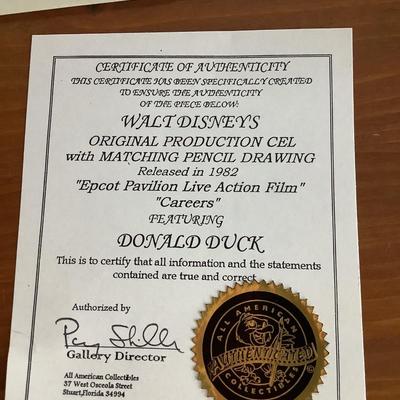 CERTIFICATE OF AUTHENTICITY
THIS CERTIFICATE HAS BEEN SPECIFICALLY CREATED
TO ENSURE THE AUTHENTICITY
OF THE PIECE BELOW:
WALT DISNEY'S
ORIGINAL PRODUCTION CEL
with MATCHING PENCIL DRAWING
Released in 1982
"Epcot Pavilion Live Action Film"
"Careers"
FEATURING
DONALD DUCK
This is to certify that all information and the statements
contained are true and correct
Authorized by
Gallery Director
All American Collectibles
37 West Osceola Street
Stuart,Florida 34994
ALL AMERICAN
AUTHENTICATED
COLLECTIBLES